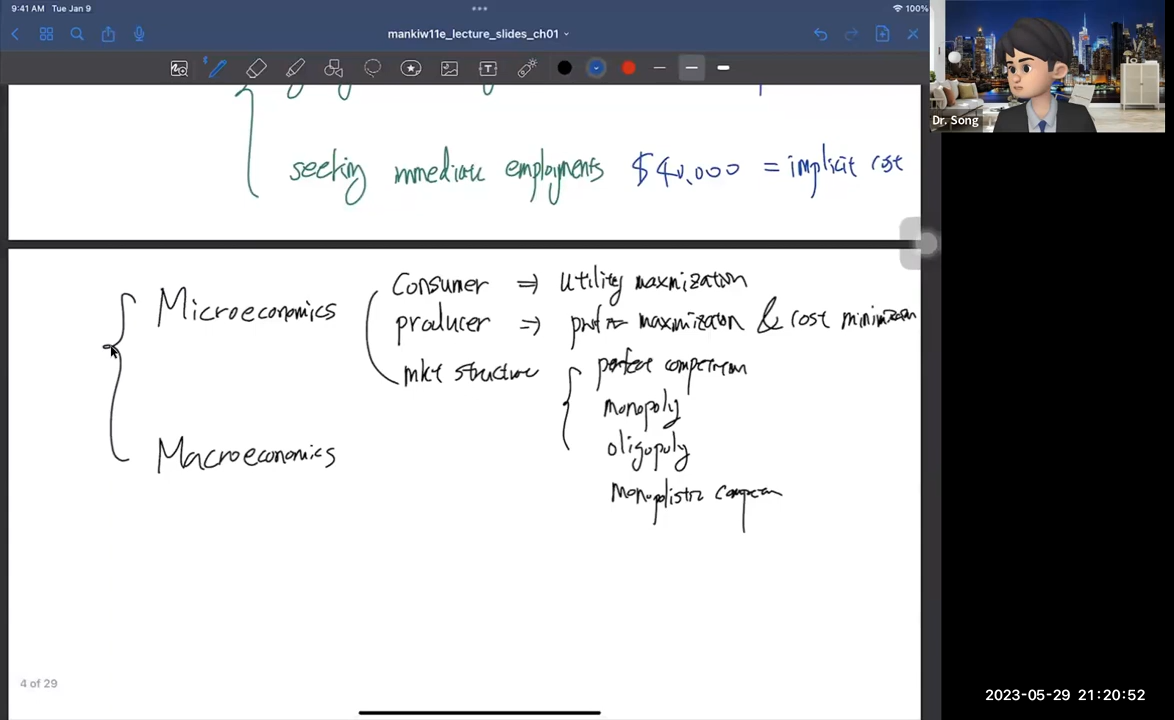 9:41 AM Tue Jan 9
100%
mankiw11e_lecture_slides_ch01
Dr. Song
seeking immediate employments $40,000 = implicit cost
Microeconomics
Consumer ⇒ utility maxmization
producer ⇒ profit maxmization & cost minimization
mkt structure
perfect competition
monopoly
oligopoly
Monopolistic competition
Macroeconomics
4 of 29
2023-05-29 21:20:52